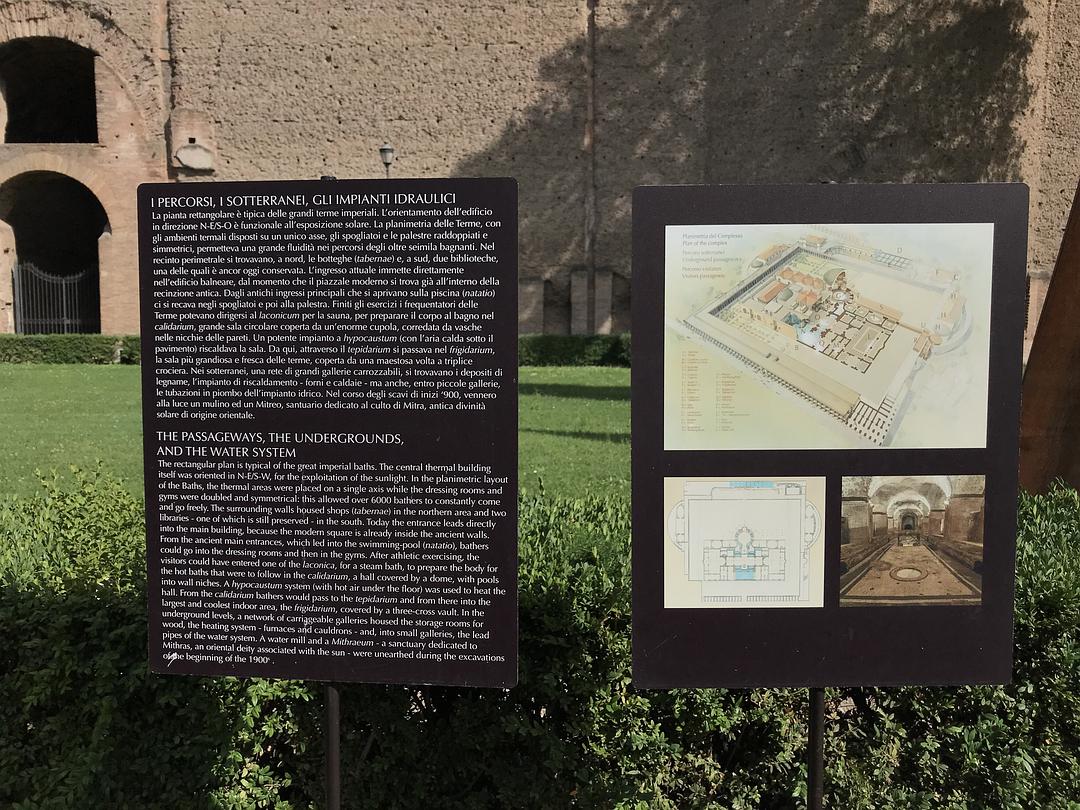 I PERCORSI, I SOTTERRANEI, GLI IMPIANTI IDRAULICI
La pianta rettangolare è tipica delle grandi terme imperiali. L'orientamento dell'edificio
in direzione N-E/S-O è funzionale all'esposizione solare. La planimetria delle Terme, con
gli ambienti termali disposti su un unico asse, gli spogliatoi e le palestre raddoppiati e
simmetrici, permetteva una grande fluidità nei percorsi degli oltre seimila bagnanti. Nel
recinto perimetrale si trovavano, a nord, le botteghe (tabernae) e, a sud, due biblioteche,
una delle quali è ancor oggi conservata. L'ingresso attuale immette direttamente
nell'edificio balneare, dal momento che il piazzale moderno si trova già all'interno della
recinzione antica. Dagli antichi ingressi principali che si aprivano sulla piscina (natatio)
ci si recava negli spogliatoi e poi alla palestra. Finiti gli esercizi i frequentatori delle
Terme potevano dirigersi al laconicum per la sauna, per preparare il corpo al bagno nel
calidarium, grande sala circolare coperta da un'enorme cupola, corredata da vasche
nelle nicchie delle pareti. Un potente impianto a hypocaustum (con l'aria calda sotto il
pavimento) riscaldava la sala. Da qui, attraverso il tepidarium si passava nel frigidarium,
la sala più grandiosa e fresca delle terme, coperta da una maestosa volta a triplice
crociera. Nei sotterranei, una rete di grandi gallerie carrozzabili, si trovavano i depositi di
legname, l'impianto di riscaldamento - forni e caldaie - ma anche, entro piccole gallerie,
le tubazioni in piombo dell'impianto idrico. Nel corso degli scavi di inizi '900, vennero
alla luce un mulino ed un Mitreo, santuario dedicato al culto di Mitra, antica divinità
solare di origine orientale.
THE PASSAGEWAYS, THE UNDERGROUNDS,
AND THE WATER SYSTEM
The rectangular plan is typical of the great imperial baths. The central thermal building
itself was oriented in N-E/S-W, for the exploitation of the sunlight. In the planimetric layout
of the Baths, the thermal areas were placed on a single axis while the dressing rooms and
gyms were doubled and symmetrical: this allowed over 6000 bathers to constantly come
and go freely. The surrounding walls housed shops (tabernae) in the northern area and two
libraries - one of which is still preserved - in the south. Today the entrance leads directly
into the main building, because the modern square is already inside the ancient walls.
From the ancient main entrances, which led into the swimming-pool (natatio), bathers
could go into the dressing rooms and then in the gyms. After athletic exercising, the
visitors could have entered one of the laconica, for a steam bath, to prepare the body for
the hot baths that were to follow in the calidarium, a hall covered by a dome, with pools
into wall niches. A hypocaustum system (with hot air under the floor) was used to heat the
hall. From the calidarium bathers would pass to the tepidarium and from there into the
largest and coolest indoor area, the frigidarium, covered by a three-cross vault. In the
underground levels, a network of carriageable galleries housed the storage rooms for
wood, the heating system - furnaces and cauldrons - and, into small galleries, the lead
pipes of the water system. A water mill and a Mithraeum - a sanctuary dedicated to
Mithras, an oriental deity associated with the sun - were unearthed during the excavations
of the beginning of the 1900s.
Planimetria del Complesso
Plan of the complex
Percorsi sotterranei
Underground passageways
Percorso visitatori
Visitors passageway